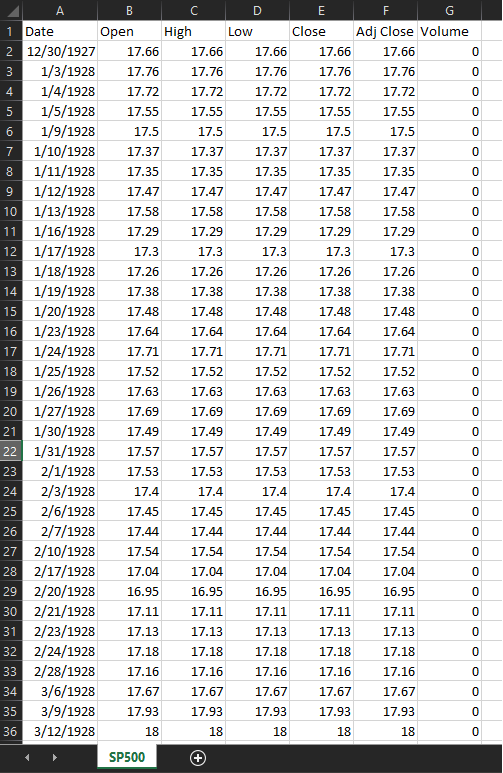 A B C D E F G
1 Date Open High Low Close Adj Close Volume
2 12/30/1927 17.66 17.66 17.66 17.66 17.66 0
3 1/3/1928 17.76 17.76 17.76 17.76 17.76 0
4 1/4/1928 17.72 17.72 17.72 17.72 17.72 0
5 1/5/1928 17.55 17.55 17.55 17.55 17.55 0
6 1/9/1928 17.5 17.5 17.5 17.5 17.5 0
7 1/10/1928 17.37 17.37 17.37 17.37 17.37 0
8 1/11/1928 17.35 17.35 17.35 17.35 17.35 0
9 1/12/1928 17.47 17.47 17.47 17.47 17.47 0
10 1/13/1928 17.58 17.58 17.58 17.58 17.58 0
11 1/16/1928 17.29 17.29 17.29 17.29 17.29 0
12 1/17/1928 17.3 17.3 17.3 17.3 17.3 0
13 1/18/1928 17.26 17.26 17.26 17.26 17.26 0
14 1/19/1928 17.38 17.38 17.38 17.38 17.38 0
15 1/20/1928 17.48 17.48 17.48 17.48 17.48 0
16 1/23/1928 17.64 17.64 17.64 17.64 17.64 0
17 1/24/1928 17.71 17.71 17.71 17.71 17.71 0
18 1/25/1928 17.52 17.52 17.52 17.52 17.52 0
19 1/26/1928 17.63 17.63 17.63 17.63 17.63 0
20 1/27/1928 17.69 17.69 17.69 17.69 17.69 0
21 1/30/1928 17.49 17.49 17.49 17.49 17.49 0
22 1/31/1928 17.57 17.57 17.57 17.57 17.57 0
23 2/1/1928 17.53 17.53 17.53 17.53 17.53 0
24 2/3/1928 17.4 17.4 17.4 17.4 17.4 0
25 2/6/1928 17.45 17.45 17.45 17.45 17.45 0
26 2/7/1928 17.44 17.44 17.44 17.44 17.44 0
27 2/10/1928 17.54 17.54 17.54 17.54 17.54 0
28 2/17/1928 17.04 17.04 17.04 17.04 17.04 0
29 2/20/1928 16.95 16.95 16.95 16.95 16.95 0
30 2/21/1928 17.11 17.11 17.11 17.11 17.11 0
31 2/23/1928 17.13 17.13 17.13 17.13 17.13 0
32 2/24/1928 17.18 17.18 17.18 17.18 17.18 0
33 2/28/1928 17.16 17.16 17.16 17.16 17.16 0
34 3/6/1928 17.67 17.67 17.67 17.67 17.67 0
35 3/9/1928 17.93 17.93 17.93 17.93 17.93 0
36 3/12/1928 18 18 18 18 18 0
SP500